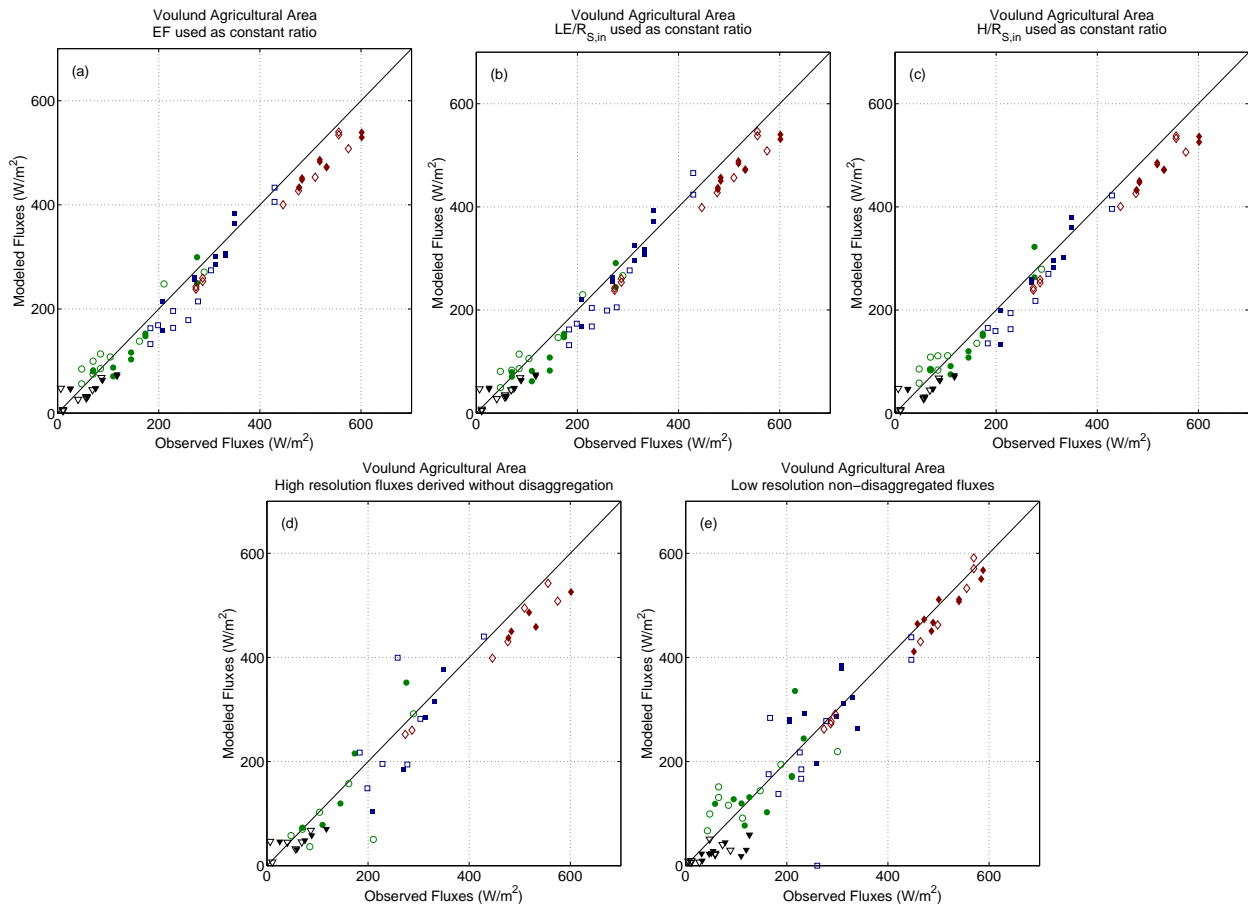 Voulund Agricultural Area
EF used as constant ratio
(a)
Modeled Fluxes (W/m²)
600
400
200
0
0 200 400 600
Observed Fluxes (W/m²)
Voulund Agricultural Area
LE/R_S,in used as constant ratio
(b)
Modeled Fluxes (W/m²)
600
400
200
0
0 200 400 600
Observed Fluxes (W/m²)
Voulund Agricultural Area
H/R_S,in used as constant ratio
(c)
Modeled Fluxes (W/m²)
600
400
200
0
0 200 400 600
Observed Fluxes (W/m²)
Voulund Agricultural Area
High resolution fluxes derived without disaggregation
(d)
Modeled Fluxes (W/m²)
600
400
200
0
0 200 400 600
Observed Fluxes (W/m²)
Voulund Agricultural Area
Low resolution non−disaggregated fluxes
(e)
Modeled Fluxes (W/m²)
600
400
200
0
0 200 400 600
Observed Fluxes (W/m²)